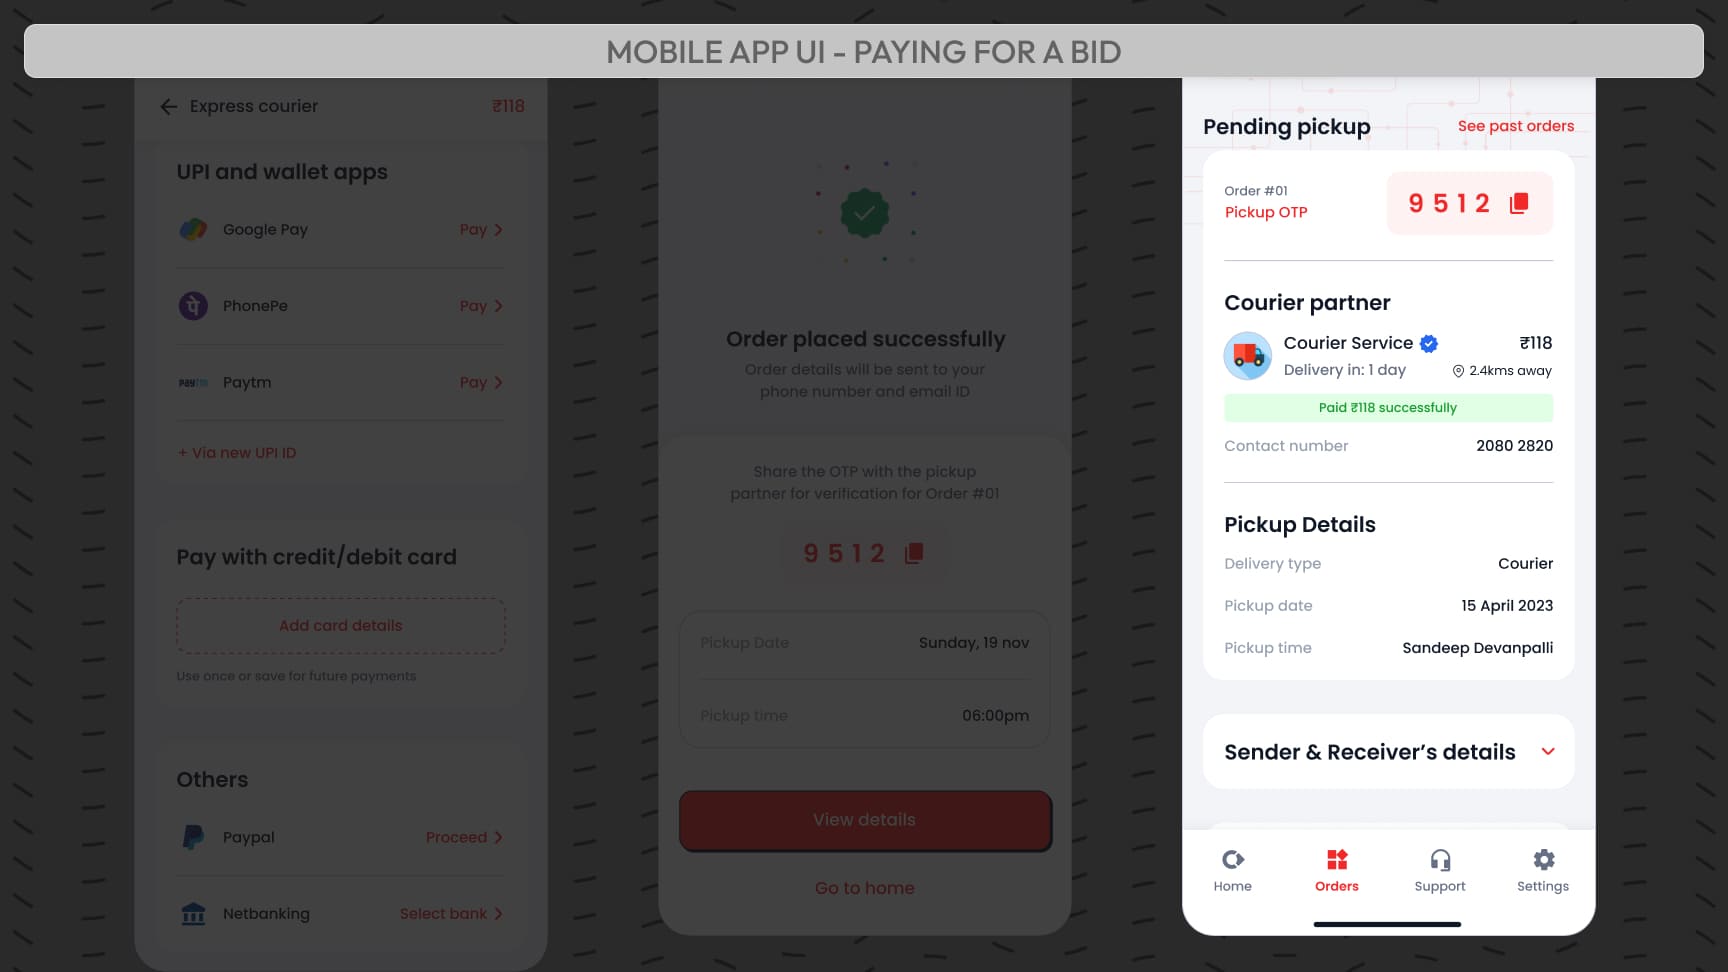 MOBILE APP UI - PAYING FOR A BID
Express courier ₹118
UPI and wallet apps
Google Pay Pay
पे PhonePe Pay
Paytm Paytm Pay
+ Via new UPI ID
Pay with credit/debit card
Add card details
Use once or save for future payments
Others
Paypal Proceed
Netbanking Select bank
Order placed successfully
Order details will be sent to your
phone number and email ID
Share the OTP with the pickup
partner for verification for Order #01
9 5 1 2
Pickup Date Sunday, 19 nov
Pickup time 06:00pm
View details
Go to home
Pending pickup See past orders
Order #01
Pickup OTP
9 5 1 2
Courier partner
Courier Service ₹118
Delivery in: 1 day 2.4kms away
Paid ₹118 successfully
Contact number 2080 2820
Pickup Details
Delivery type Courier
Pickup date 15 April 2023
Pickup time Sandeep Devanpalli
Sender & Receiver’s details
Home Orders Support Settings